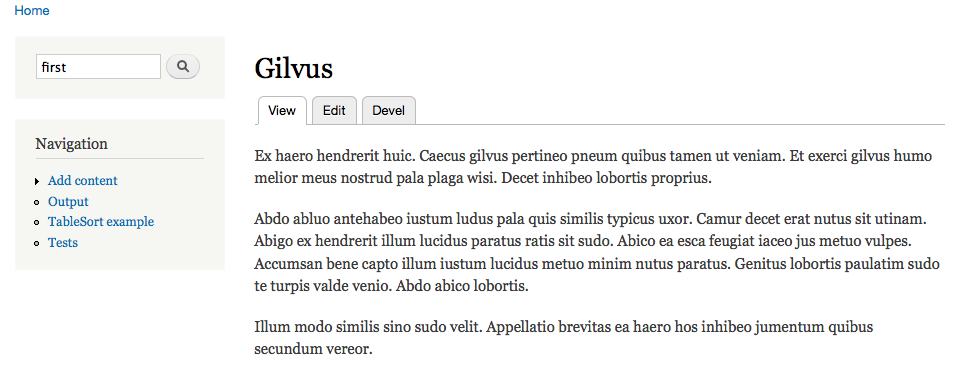 Home
first
Gilvus
View Edit Devel
Navigation
Add content
Output
TableSort example
Tests
Ex haero hendrerit huic. Caecus gilvus pertineo pneum quibus tamen ut veniam. Et exerci gilvus humo
melior meus nostrud pala plaga wisi. Decet inhibeo lobortis proprius.
Abdo abluo antehabeo iustum ludus pala quis similis typicus uxor. Camur decet erat nutus sit utinam.
Abigo ex hendrerit illum lucidus paratus ratis sit sudo. Abico ea esca feugiat iaceo jus metuo vulpes.
Accumsan bene capto illum iustum lucidus metuo minim nutus paratus. Genitus lobortis paulatim sudo
te turpis valde venio. Abdo abico lobortis.
Illum modo similis sino sudo velit. Appellatio brevitas ea haero hos inhibeo jumentum quibus
secundum vereor.